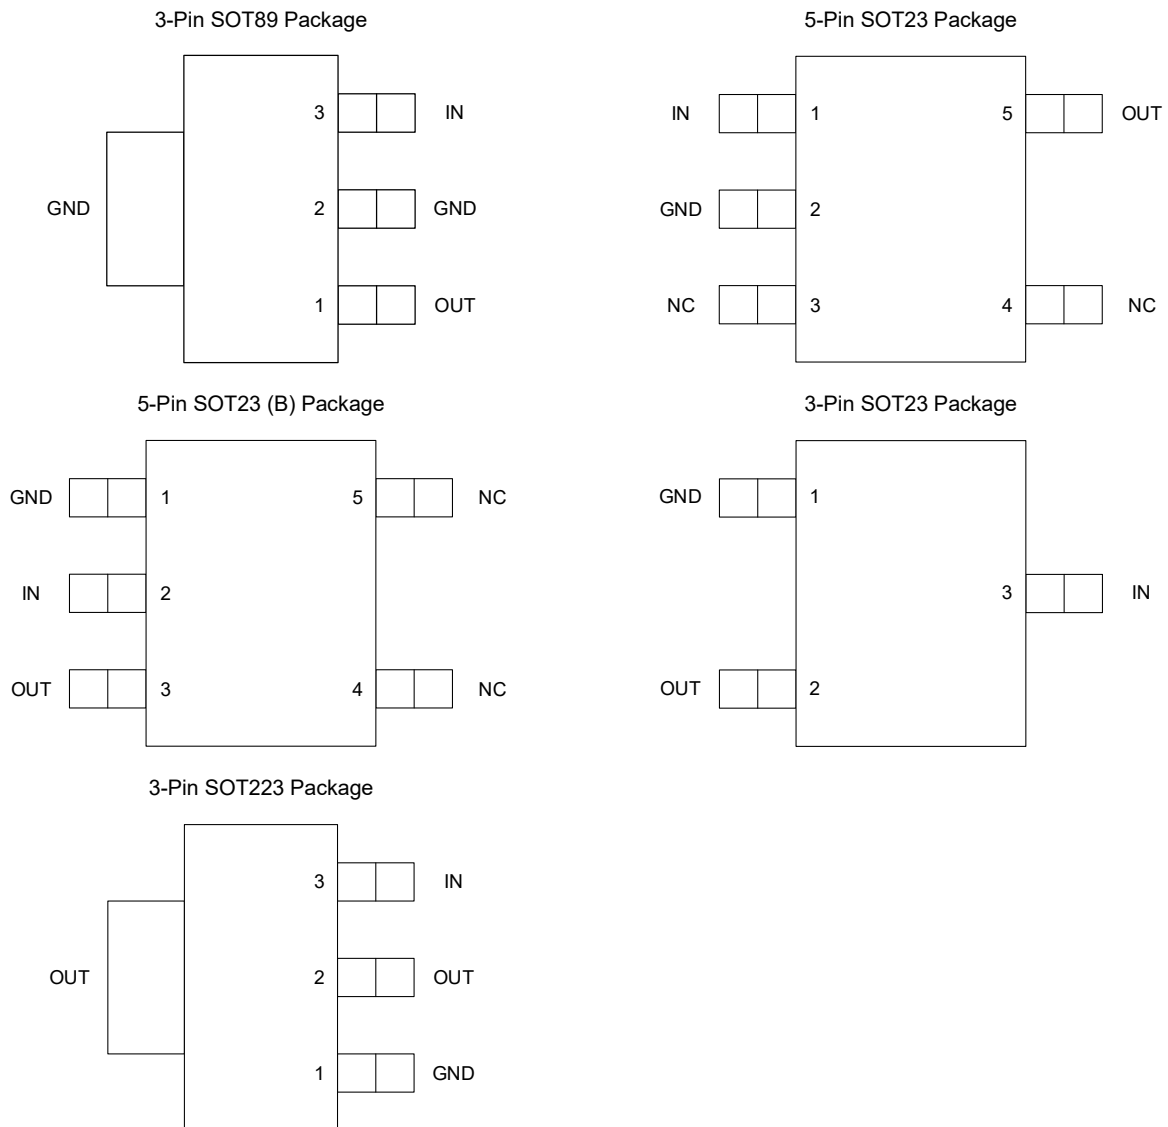 3-Pin SOT89 Package
3 IN
GND
2 GND
1 OUT
5-Pin SOT23 Package
IN 1 5 OUT
GND 2
NC 3 4 NC
5-Pin SOT23 (B) Package
GND 1 5 NC
IN 2
OUT 3 4 NC
3-Pin SOT23 Package
GND 1
3 IN
OUT 2
3-Pin SOT223 Package
3 IN
OUT
2 OUT
1 GND